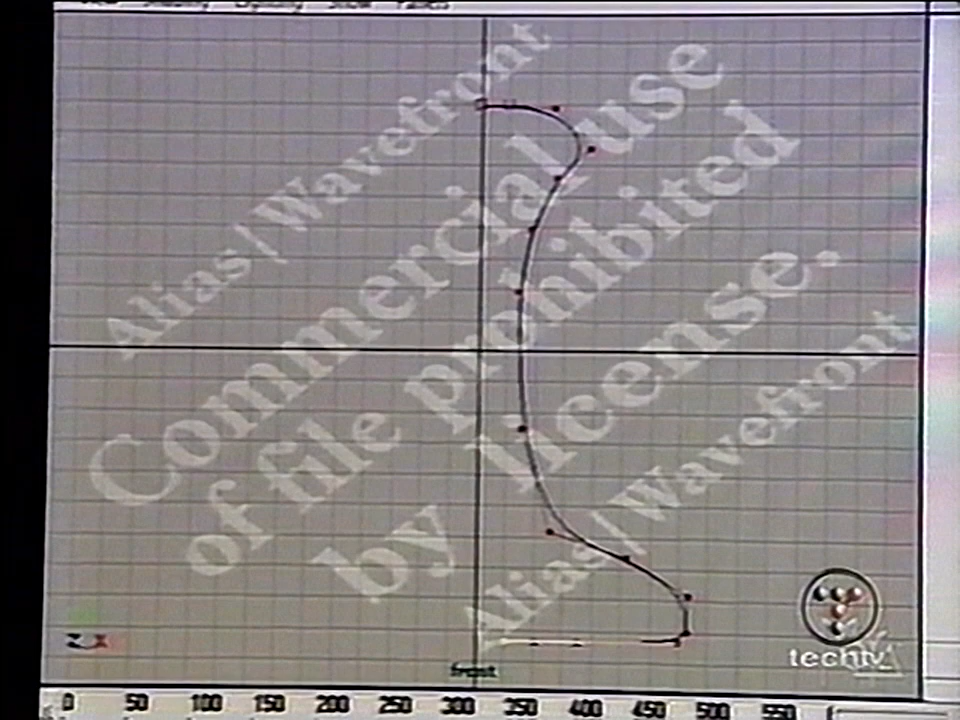 Alias|Wavefront
Commercial use
of file prohibited
by license.
Alias|Wavefront
z x
techtv
front
0 50 100 150 200 250 300 350 400 450 500 550